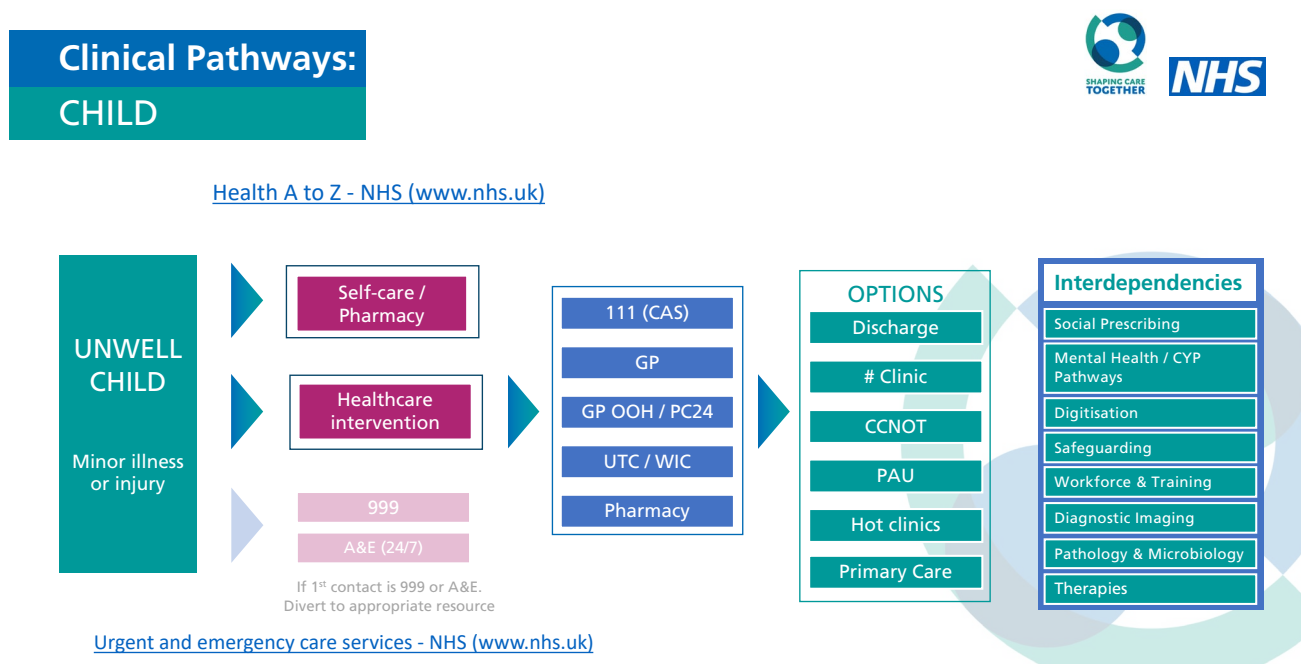 Clinical Pathways:
CHILD
SHAPING CARE
TOGETHER
NHS
Health A to Z - NHS (www.nhs.uk)
UNWELL
CHILD
Minor illness
or injury
Self-care /
Pharmacy
Healthcare
intervention
999
A&E (24/7)
If 1st contact is 999 or A&E.
Divert to appropriate resource
111 (CAS)
GP
GP OOH / PC24
UTC / WIC
Pharmacy
OPTIONS
Discharge
# Clinic
CCNOT
PAU
Hot clinics
Primary Care
Interdependencies
Social Prescribing
Mental Health / CYP
Pathways
Digitisation
Safeguarding
Workforce & Training
Diagnostic Imaging
Pathology & Microbiology
Therapies
Urgent and emergency care services - NHS (www.nhs.uk)